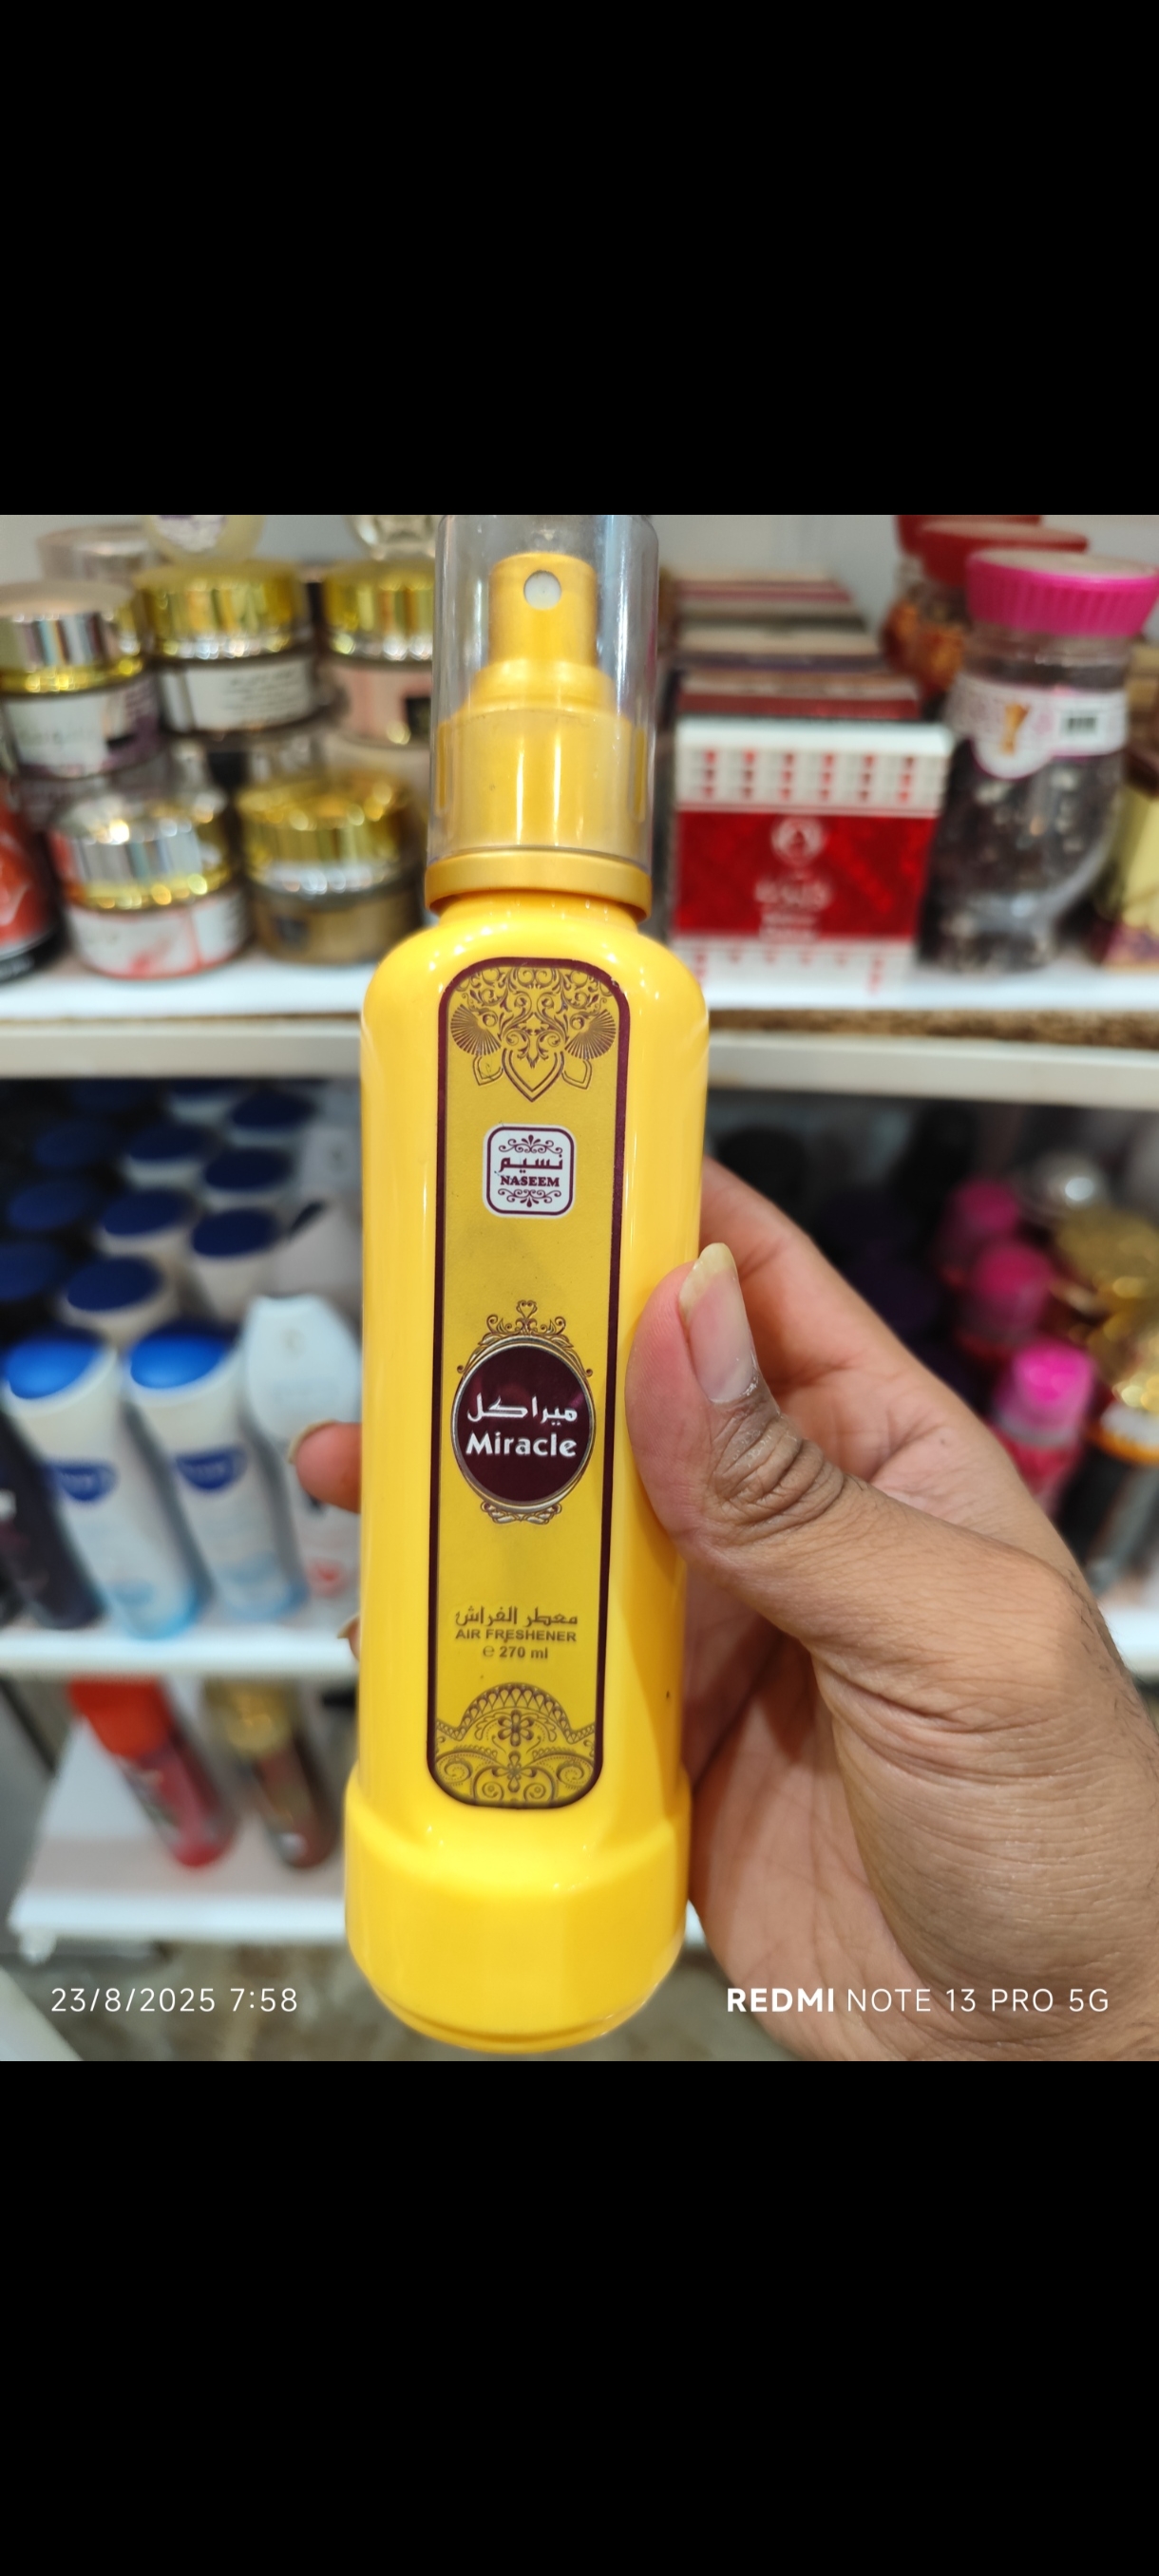 نسيم
NASEEM
ميراكل
Miracle
معطر الفراش
AIR FRESHENER
℮ 270 ml
23/8/2025 7:58
REDMI NOTE 13 PRO 5G